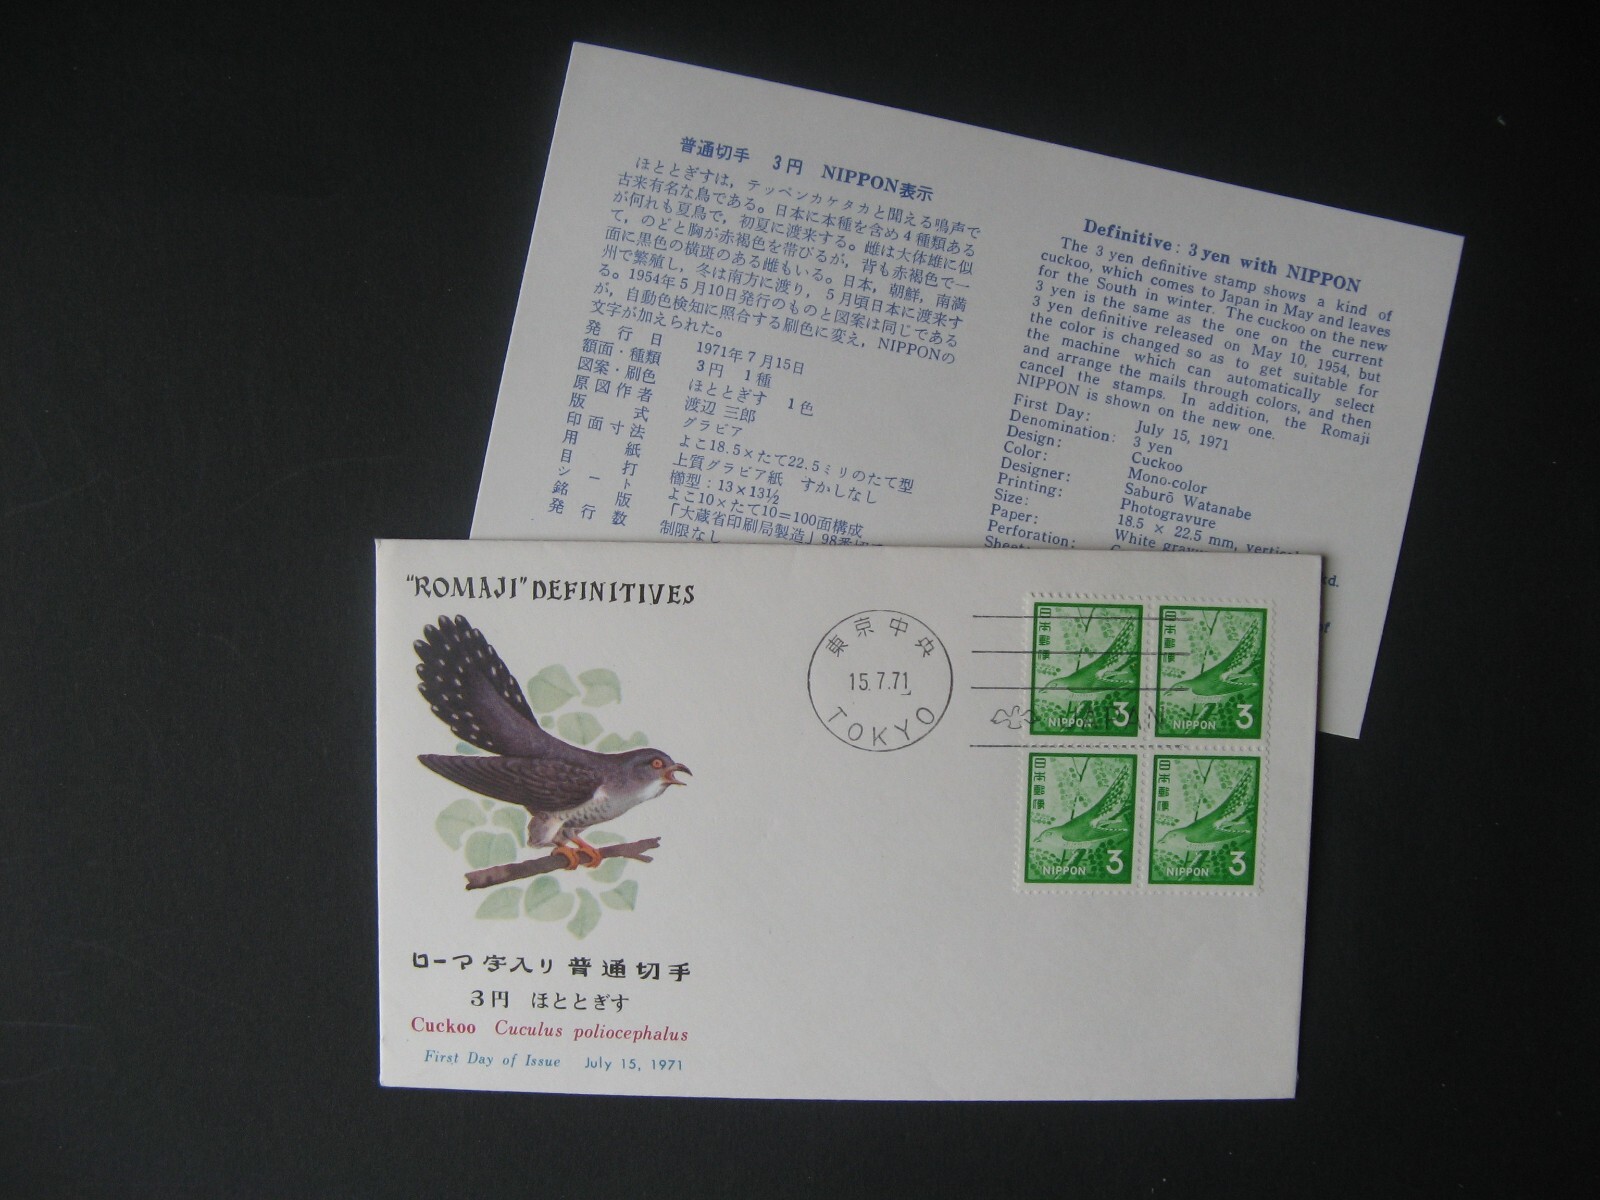 普通切手　3円　NIPPON表示
ほととぎすは，テッペンカケタカと聞える鳴声で
古来有名な鳥である。日本に本種を含め4種類ある
が何れも夏鳥で，初夏に渡来する。雌は大体雄に似
て，のどと胸が赤褐色を帯びるが，背も赤褐色で一
面に黒色の横斑のある雌もいる。日本，朝鮮，南満
州で繁殖し，冬は南方に渡り，5月頃日本に渡来す
る。1954年5月10日発行のものと図案は同じである
が，自動色検知に照合する刷色に変え，NIPPONの
文字が加えられた。
発行日　1971年7月15日
額面・種類　3円　1種
図案・刷色　ほととぎす　1色
原図作者　渡辺 三郎
版式　グラビア
印面寸法　よこ18.5×たて22.5ミリのたて型
用紙　上質グラビア紙　すかしなし
目打　櫛型：13×13½
シート　よこ10×たて10＝100面構成
銘版　「大蔵省印刷局製造」98番
発行数　制限なし
Definitive: 3 yen with NIPPON
The 3 yen definitive stamp shows a kind of
cuckoo, which comes to Japan in May and leaves
for the South in winter. The cuckoo on the new
3 yen is the same as the one on the current
3 yen definitive released on May 10, 1954, but
the color is changed so as to get suitable for
the machine which can automatically select
and arrange the mails through colors, and then
cancel the stamps. In addition, the Romaji
NIPPON is shown on the new one.
First Day: July 15, 1971
Denomination: 3 yen
Design: Cuckoo
Color: Mono-color
Designer: Saburō Watanabe
Printing: Photogravure
Size: 18.5 × 22.5 mm, vertical
Paper: White
Perforation:
Sheet:
"ROMAJI" DEFINITIVES
東京中央
15.7.71
TOKYO
日本郵便
NIPPON 3
日本郵便
NIPPON 3
日本郵便
NIPPON 3
日本郵便
NIPPON 3
ローマ字入り普通切手
3円　ほととぎす
Cuckoo Cuculus poliocephalus
First Day of Issue July 15, 1971